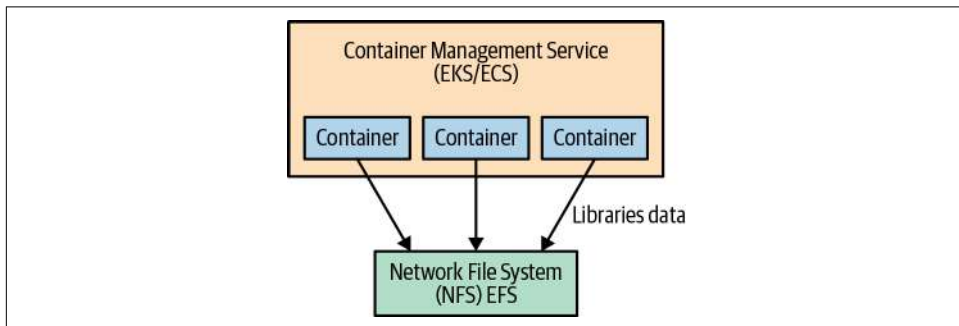 Container Management Service
(EKS/ECS)
Container
Container
Container
Libraries data
Network File System
(NFS) EFS